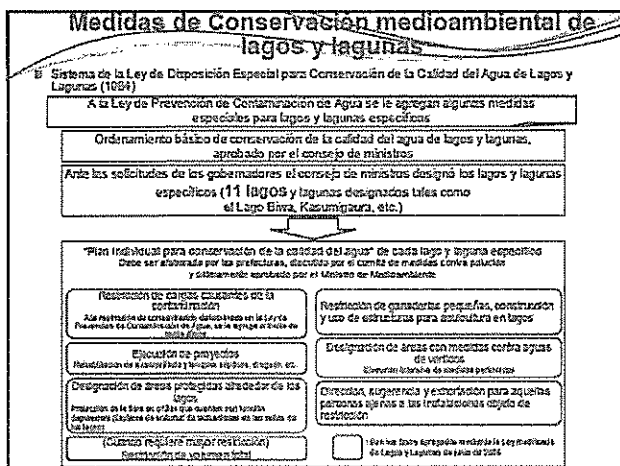 Medidas de Conservación medioambiental de
lagos y lagunas
Sistema de la Ley de Disposición Especial para Conservación de la Calidad del Agua de Lagos y
Lagunas (1984)
A la Ley de Prevención de Contaminación de Agua se le agregan algunas medidas
especiales para lagos y lagunas específicos
Ordenamiento básico de conservación de la calidad del agua de lagos y lagunas,
aprobado por el consejo de ministros
Ante las solicitudes de los gobernadores el consejo de ministros designó los lagos y lagunas
específicos (11 lagos y lagunas designados tales como
el Lago Biwa, Kasumigaura, etc.)
"Plan individual para conservación de la calidad del agua" de cada lago y laguna específico
Debe ser elaborado por las prefecturas, discutido por el comité de medidas contra polución
y últimamente aprobado por el Ministro de Medioambiente
Restricción de cargas causantes de la
contaminación
Restricción de ganaderías pequeñas, construcción
y uso de estructuras para acuicultura en lagos
Ejecución de proyectos
Designación de áreas con medidas contra aguas
de vertidos
Designación de áreas protegidas alrededor de los
lagos
Dirección, sugerencia y exhortación para aquellas
personas ajenas a las instalaciones objeto de
restricción
(Cuando requiere mayor restricción)
Restricción de volumen total